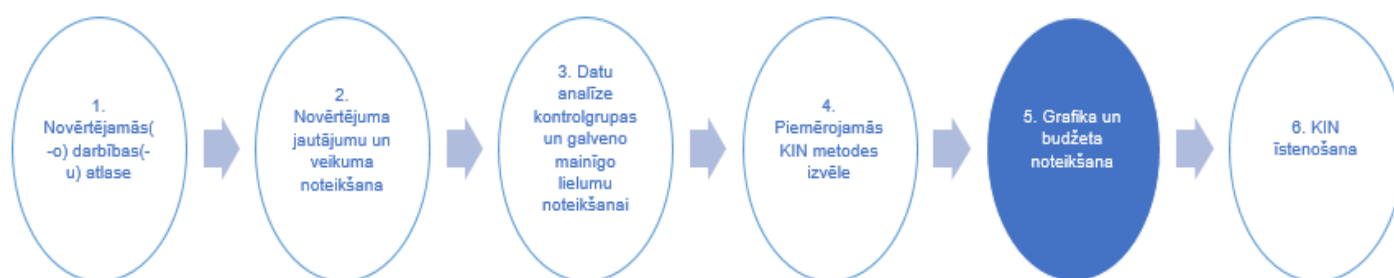 1.
Novērtējamās(
-o) darbības(-
u) atlase
2.
Novērtējuma
jautājumu un
veikuma
noteikšana
3. Datu
analīze
kontrolgrupas
un galveno
mainīgo
lielumu
noteikšanai
4.
Piemērojamās
KIN metodes
izvēle
5. Grafika un
budžeta
noteikšana
6. KIN
īstenošana